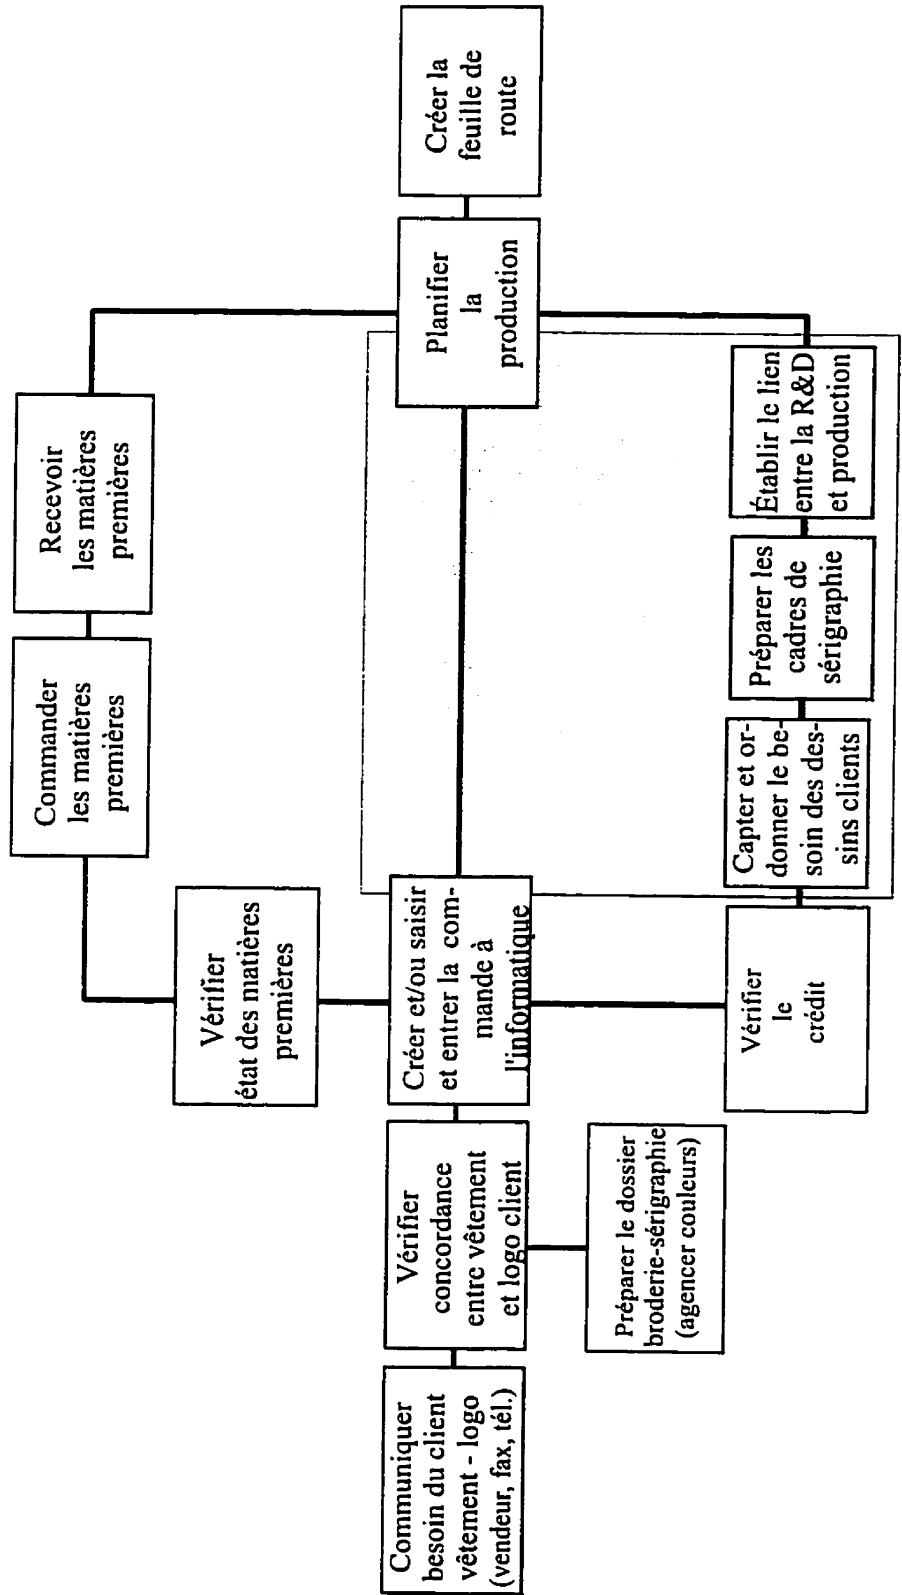 Communiquer
besoin du client
vêtement - logo
(vendeur, fax, tél.)
Vérifier
concordance
entre vêtement
et logo client
Préparer le dossier
broderie-sérigraphie
(agencer couleurs)
Créer et/ou saisir
et entrer la com-
mande à
l'informatique
Vérifier
état des matières
premières
Commander
les matières
premières
Recevoir
les matières
premières
Vérifier
le
crédit
Capter et or-
donner le be-
soin des des-
sins clients
Préparer les
cadres de
sérigraphie
Établir le lien
entre la R&D
et production
Planifier
la
production
Créer la
feuille de
route